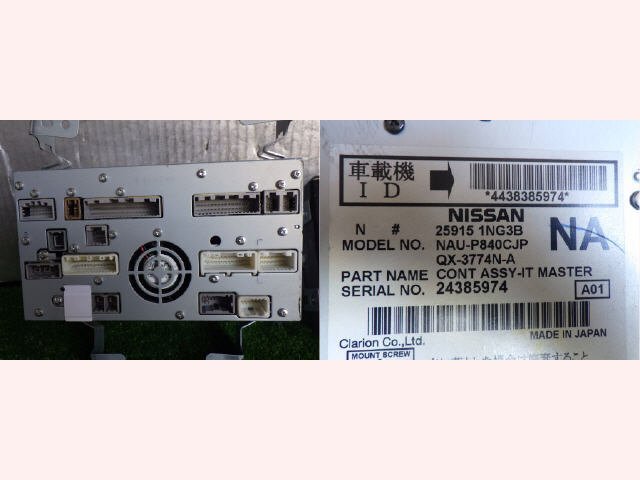 車載機
ID
*4438385974*
NISSAN
N # 25915 1NG3B
NA
MODEL NO. NAU-P840CJP
QX-3774N-A
PART NAME CONT ASSY-IT MASTER
SERIAL NO. 24385974
A01
MADE IN JAPAN
Clarion Co.,Ltd.
MOUNT SCREW